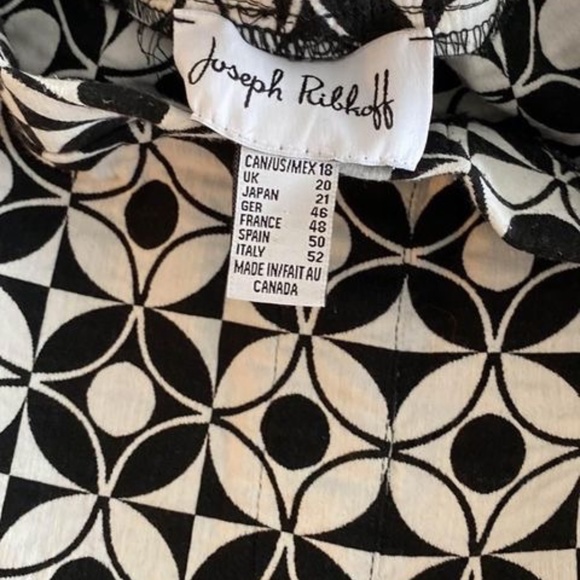 Joseph Ribkoff
CAN/US/MEX 18
UK 20
JAPAN 21
GER 46
FRANCE 48
SPAIN 50
ITALY 52
MADE IN/FAIT AU
CANADA